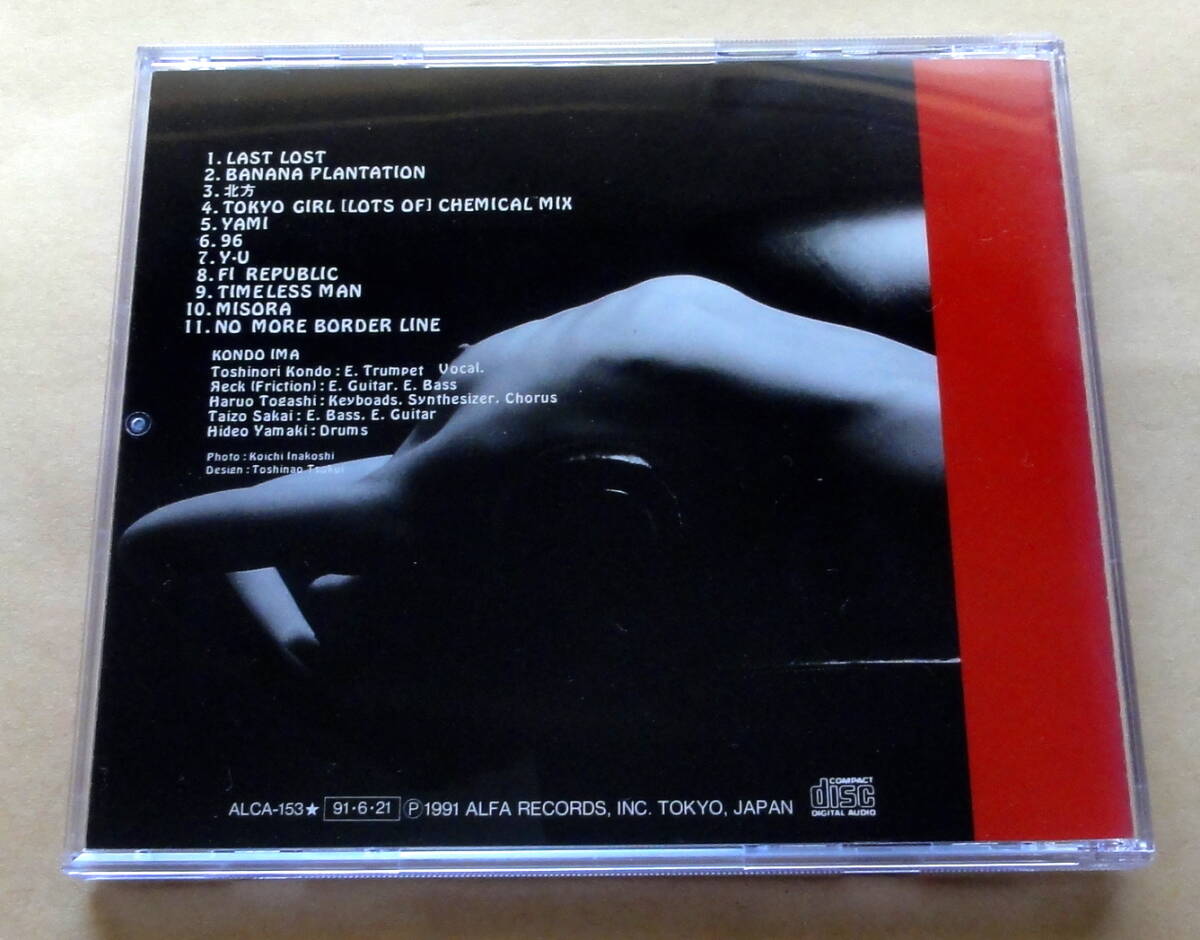 1. LAST LOST
2. BANANA PLANTATION
3. 北方
4. TOKYO GIRL [LOTS OF] CHEMICAL MIX
5. YAMI
6. 96
7. Y·U
8. FI REPUBLIC
9. TIMELESS MAN
10. MISORA
11. NO MORE BORDER LINE
KONDO IMA
Toshinori Kondo : E. Trumpet Vocal.
Яeck [Friction] : E. Guitar. E. Bass
Haruo Togashi : Keyboads. Synthesizer. Chorus
Taizo Sakai : E. Bass. E. Guitar
Hideo Yamaki : Drums
Photo : Koichi Inakoshi
Design : Toshinao
ALCA-153★ 91·6·21 Ⓟ1991 ALFA RECORDS, INC. TOKYO, JAPAN
COMPACT
disc
DIGITAL AUDIO